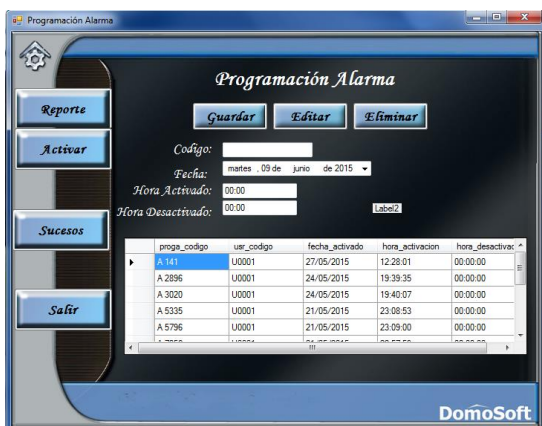 Programación Alarma
Programación Alarma
Reporte
Activar
Sucesos
Salir
Guardar Editar Eliminar
Codigo:
Fecha: martes , 09 de junio de 2015
Hora Activado: 00:00
Hora Desactivado: 00:00
Label2
proga_codigo usr_codigo fecha_activado hora_activacion hora_desactivac
A 141 U0001 27/05/2015 12:28:01 00:00:00
A 2896 U0001 24/05/2015 19:39:35 00:00:00
A 3020 U0001 24/05/2015 19:40:07 00:00:00
A 5335 U0001 21/05/2015 23:08:53 00:00:00
A 5796 U0001 21/05/2015 23:09:00 00:00:00
DomoSoft